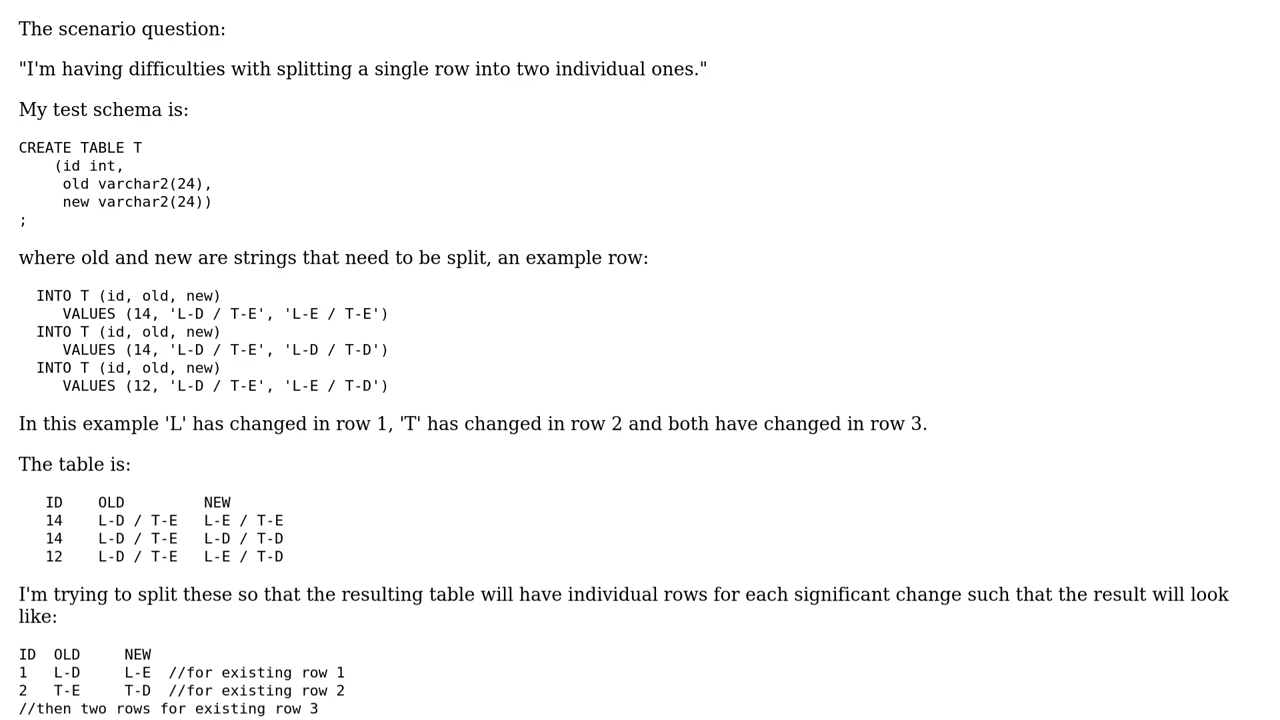 The scenario question:
"I'm having difficulties with splitting a single row into two individual ones."
My test schema is:
CREATE TABLE T
    (id int,
     old varchar2(24),
     new varchar2(24))
;
where old and new are strings that need to be split, an example row:
  INTO T (id, old, new)
     VALUES (14, 'L-D / T-E', 'L-E / T-E')
  INTO T (id, old, new)
     VALUES (14, 'L-D / T-E', 'L-D / T-D')
  INTO T (id, old, new)
     VALUES (12, 'L-D / T-E', 'L-E / T-D')
In this example 'L' has changed in row 1, 'T' has changed in row 2 and both have changed in row 3.
The table is:
   ID    OLD         NEW
   14    L-D / T-E   L-E / T-E
   14    L-D / T-E   L-D / T-D
   12    L-D / T-E   L-E / T-D
I'm trying to split these so that the resulting table will have individual rows for each significant change such that the result will look
like:
ID  OLD     NEW
1   L-D     L-E  //for existing row 1
2   T-E     T-D  //for existing row 2
//then two rows for existing row 3